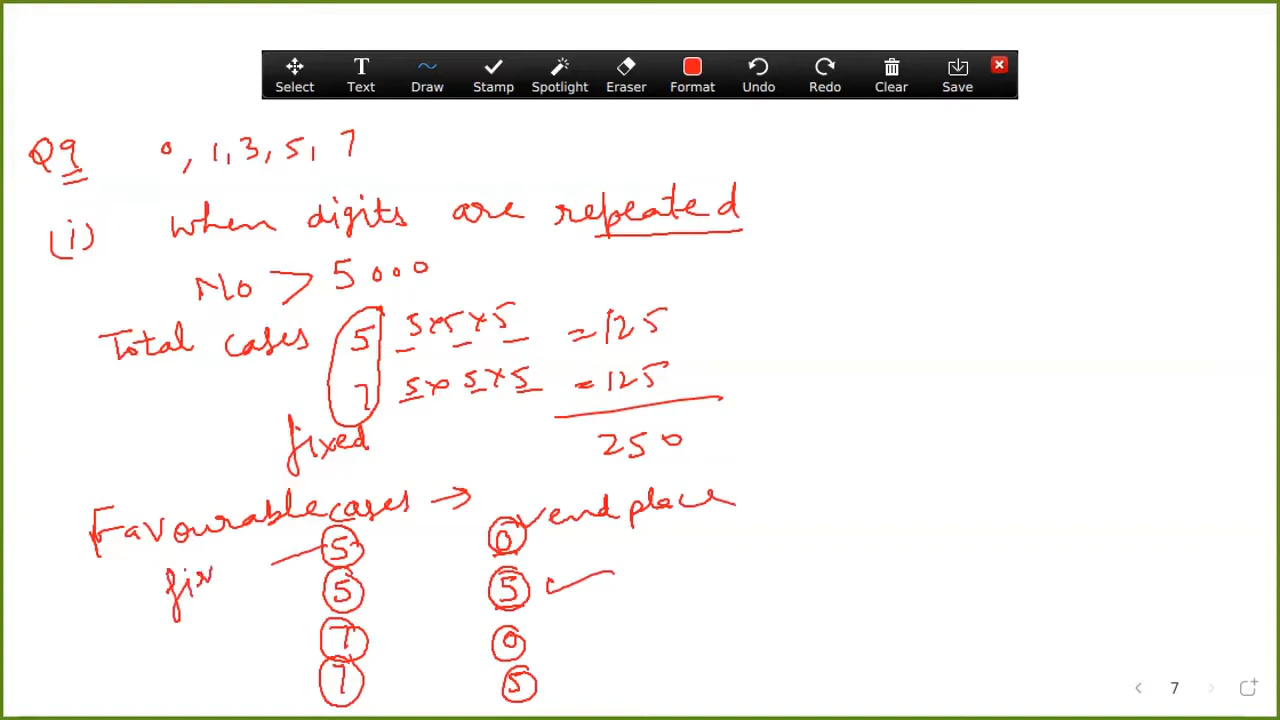 Select Text Draw Stamp Spotlight Eraser Format Undo Redo Clear Save
Q9 0, 1, 3, 5, 7
(i) when digits are repeated
No > 5000
Total cases 5 5×5×5 = 125
7 5×5×5 = 125
fixed 250
Favourable cases → end place
5 0
fix 5 5
7 0
7 5
7